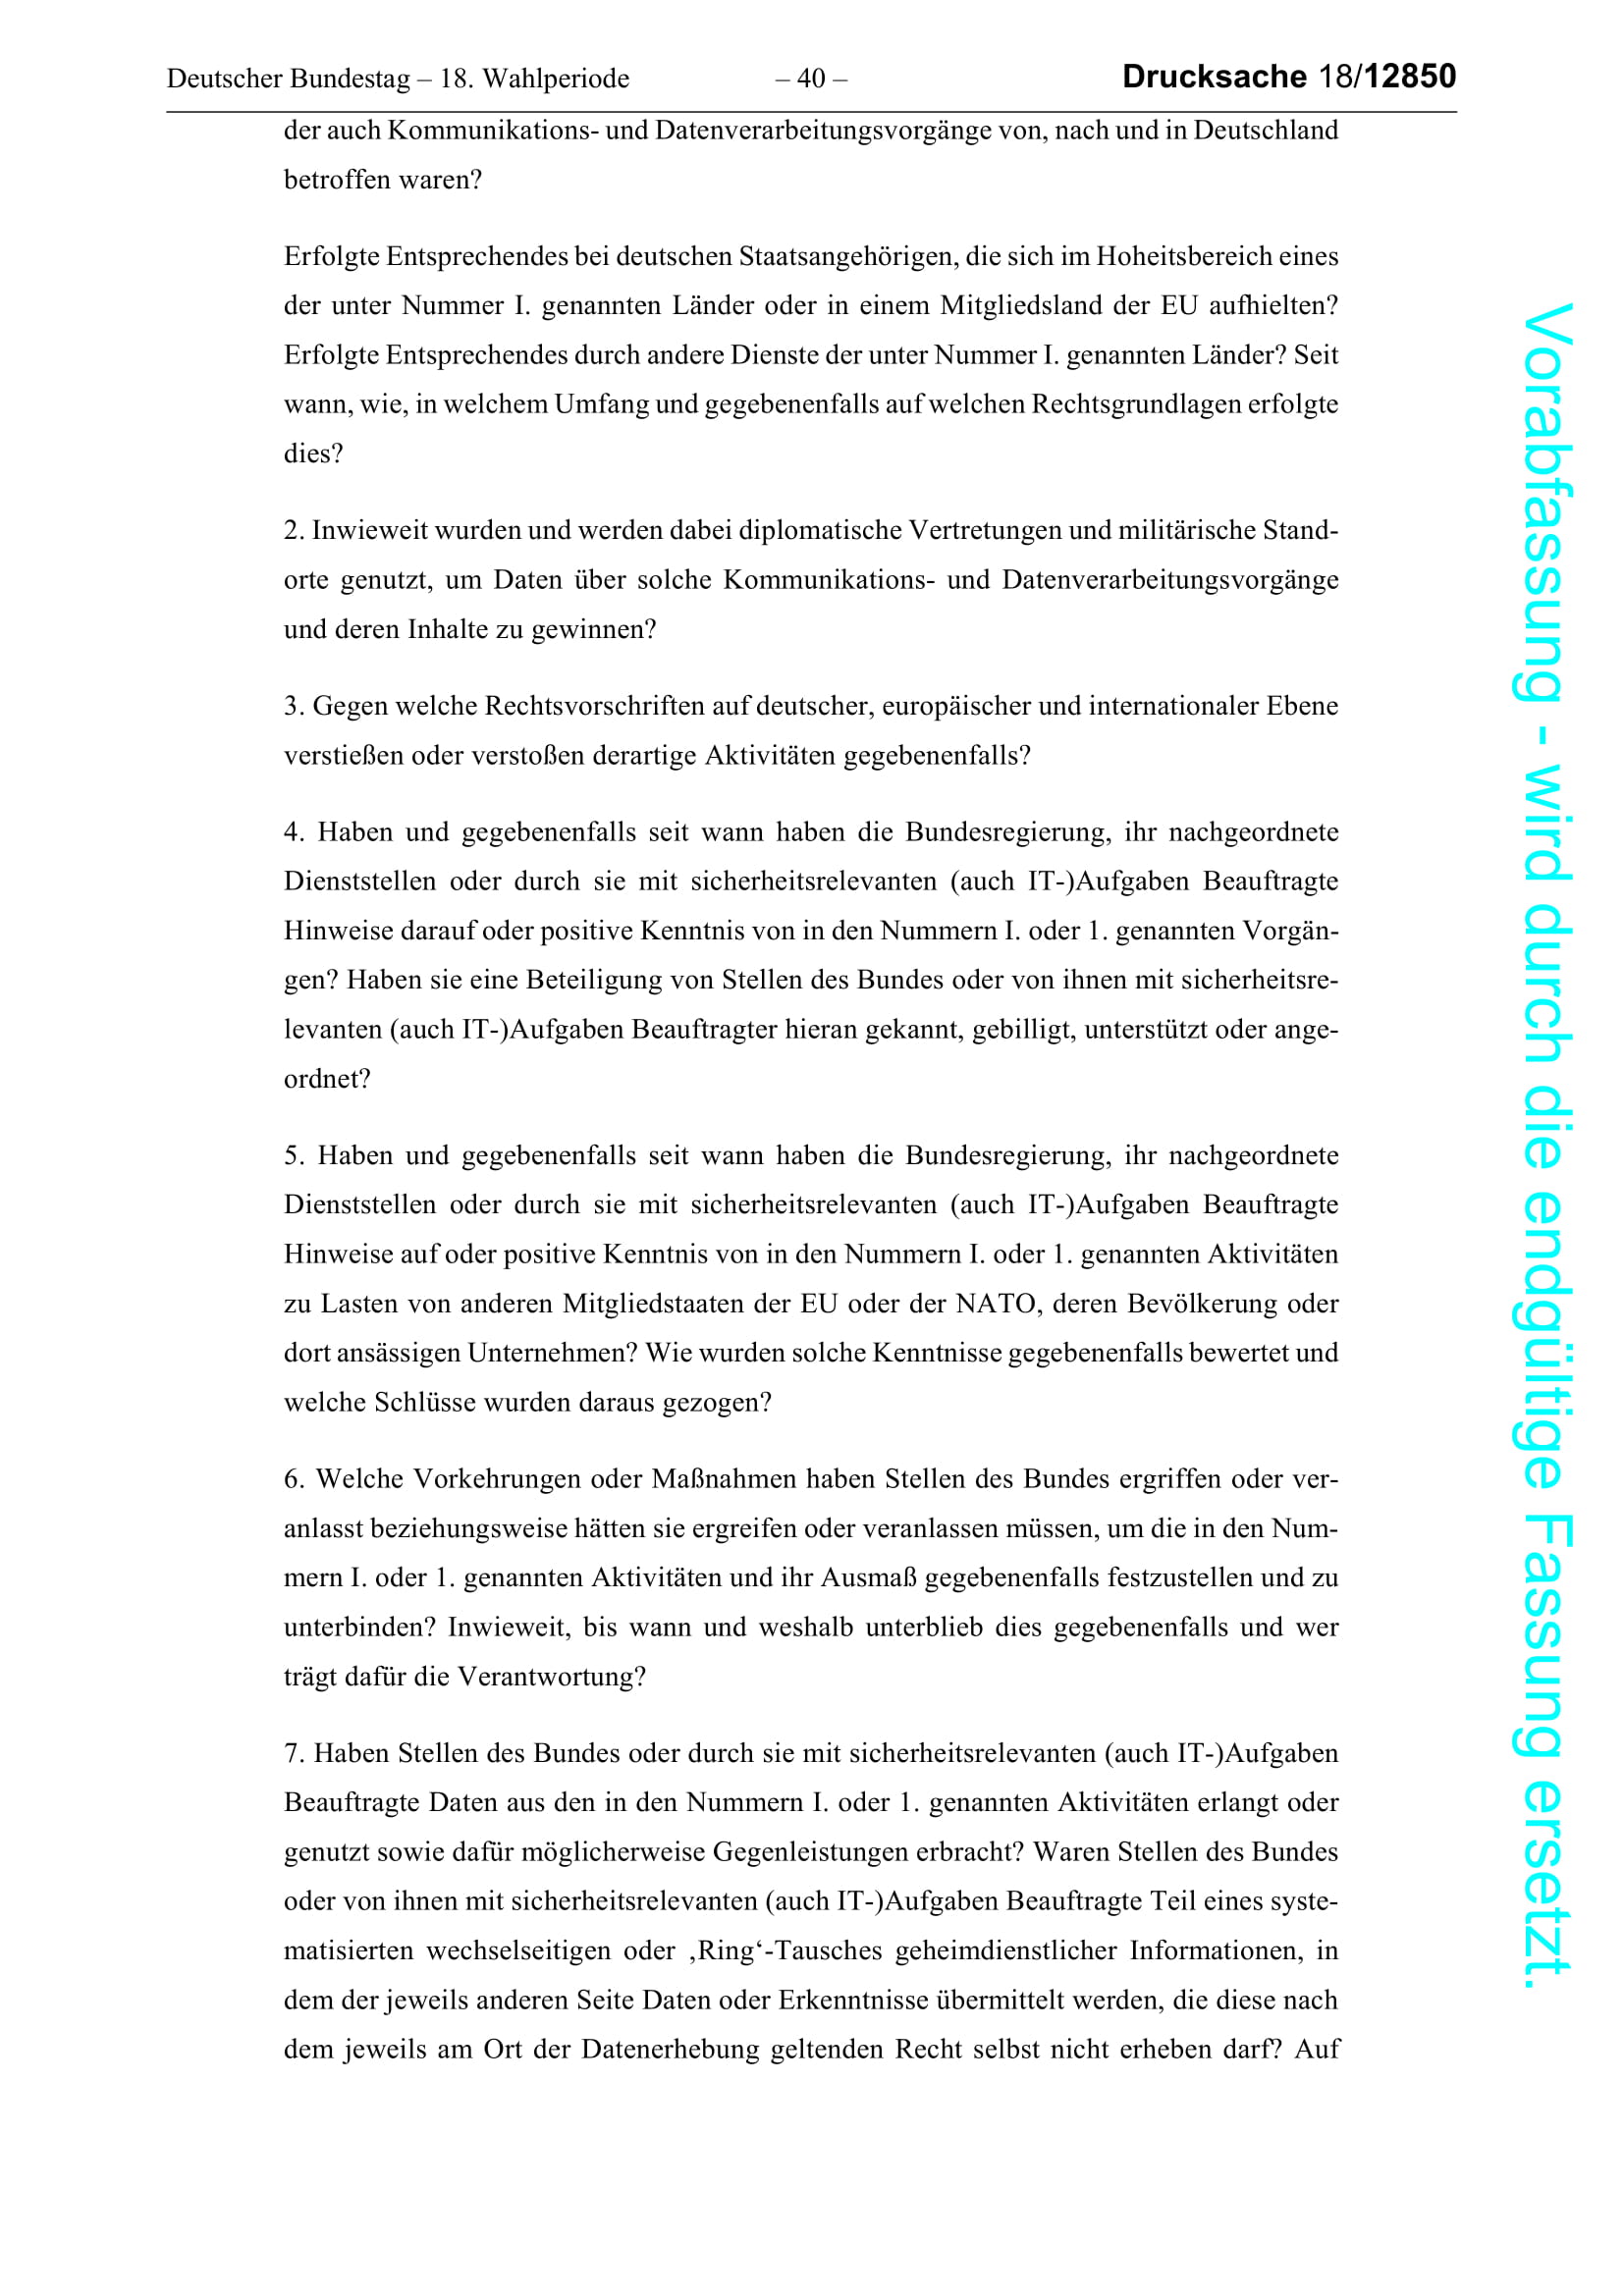 Deutscher Bundestag – 18. Wahlperiode – 40 – Drucksache 18/12850
der auch Kommunikations- und Datenverarbeitungsvorgänge von, nach und in Deutschland
betroffen waren?
Erfolgte Entsprechendes bei deutschen Staatsangehörigen, die sich im Hoheitsbereich eines
der unter Nummer I. genannten Länder oder in einem Mitgliedsland der EU aufhielten?
Erfolgte Entsprechendes durch andere Dienste der unter Nummer I. genannten Länder? Seit
wann, wie, in welchem Umfang und gegebenenfalls auf welchen Rechtsgrundlagen erfolgte
dies?
2. Inwieweit wurden und werden dabei diplomatische Vertretungen und militärische Stand-
orte genutzt, um Daten über solche Kommunikations- und Datenverarbeitungsvorgänge
und deren Inhalte zu gewinnen?
3. Gegen welche Rechtsvorschriften auf deutscher, europäischer und internationaler Ebene
verstießen oder verstoßen derartige Aktivitäten gegebenenfalls?
4. Haben und gegebenenfalls seit wann haben die Bundesregierung, ihr nachgeordnete
Dienststellen oder durch sie mit sicherheitsrelevanten (auch IT-)Aufgaben Beauftragte
Hinweise darauf oder positive Kenntnis von in den Nummern I. oder 1. genannten Vorgän-
gen? Haben sie eine Beteiligung von Stellen des Bundes oder von ihnen mit sicherheitsre-
levanten (auch IT-)Aufgaben Beauftragter hieran gekannt, gebilligt, unterstützt oder ange-
ordnet?
5. Haben und gegebenenfalls seit wann haben die Bundesregierung, ihr nachgeordnete
Dienststellen oder durch sie mit sicherheitsrelevanten (auch IT-)Aufgaben Beauftragte
Hinweise auf oder positive Kenntnis von in den Nummern I. oder 1. genannten Aktivitäten
zu Lasten von anderen Mitgliedstaaten der EU oder der NATO, deren Bevölkerung oder
dort ansässigen Unternehmen? Wie wurden solche Kenntnisse gegebenenfalls bewertet und
welche Schlüsse wurden daraus gezogen?
6. Welche Vorkehrungen oder Maßnahmen haben Stellen des Bundes ergriffen oder ver-
anlasst beziehungsweise hätten sie ergreifen oder veranlassen müssen, um die in den Num-
mern I. oder 1. genannten Aktivitäten und ihr Ausmaß gegebenenfalls festzustellen und zu
unterbinden? Inwieweit, bis wann und weshalb unterblieb dies gegebenenfalls und wer
trägt dafür die Verantwortung?
7. Haben Stellen des Bundes oder durch sie mit sicherheitsrelevanten (auch IT-)Aufgaben
Beauftragte Daten aus den in den Nummern I. oder 1. genannten Aktivitäten erlangt oder
genutzt sowie dafür möglicherweise Gegenleistungen erbracht? Waren Stellen des Bundes
oder von ihnen mit sicherheitsrelevanten (auch IT-)Aufgaben Beauftragte Teil eines syste-
matisierten wechselseitigen oder ‚Ring‘-Tausches geheimdienstlicher Informationen, in
dem der jeweils anderen Seite Daten oder Erkenntnisse übermittelt werden, die diese nach
dem jeweils am Ort der Datenerhebung geltenden Recht selbst nicht erheben darf? Auf
Vorabfassung - wird durch die endgültige Fassung ersetzt.